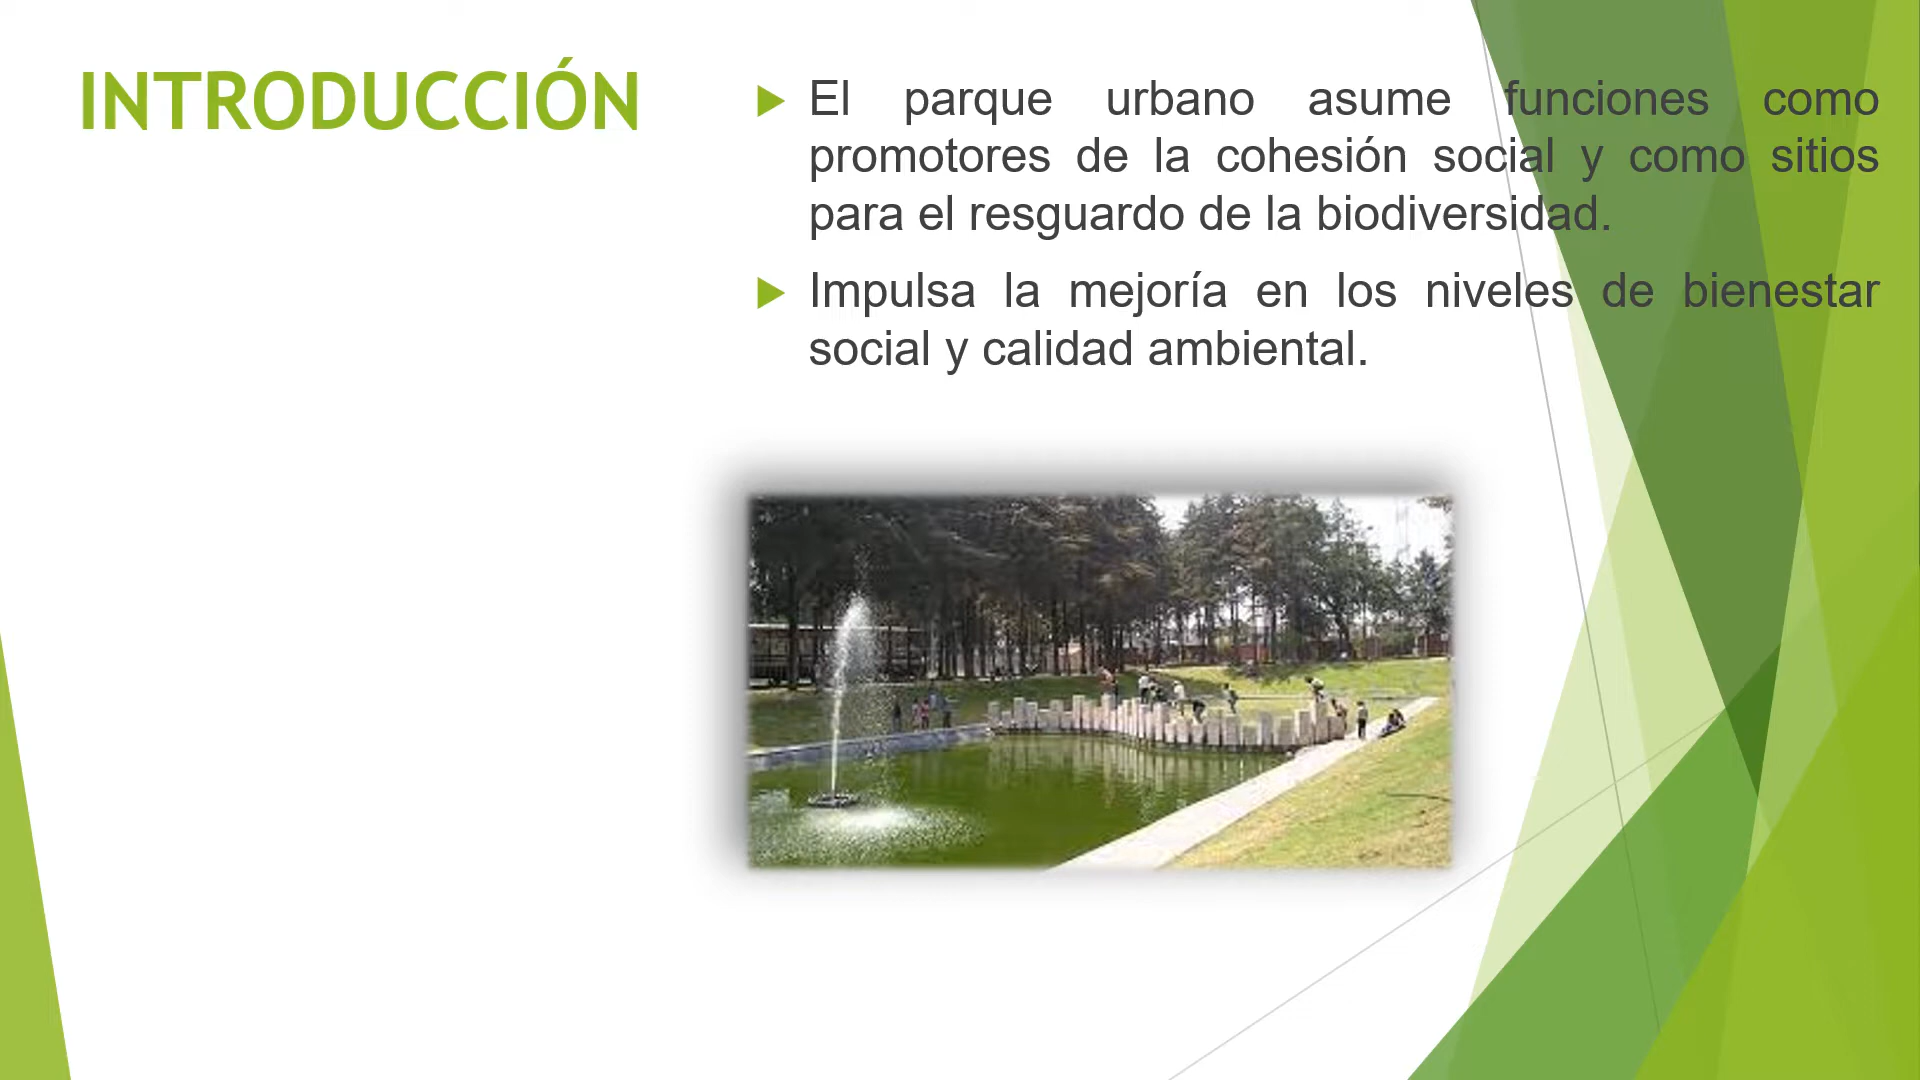 INTRODUCCIÓN
El parque urbano asume funciones como
promotores de la cohesión social y como sitios
para el resguardo de la biodiversidad.
Impulsa la mejoría en los niveles de bienestar
social y calidad ambiental.